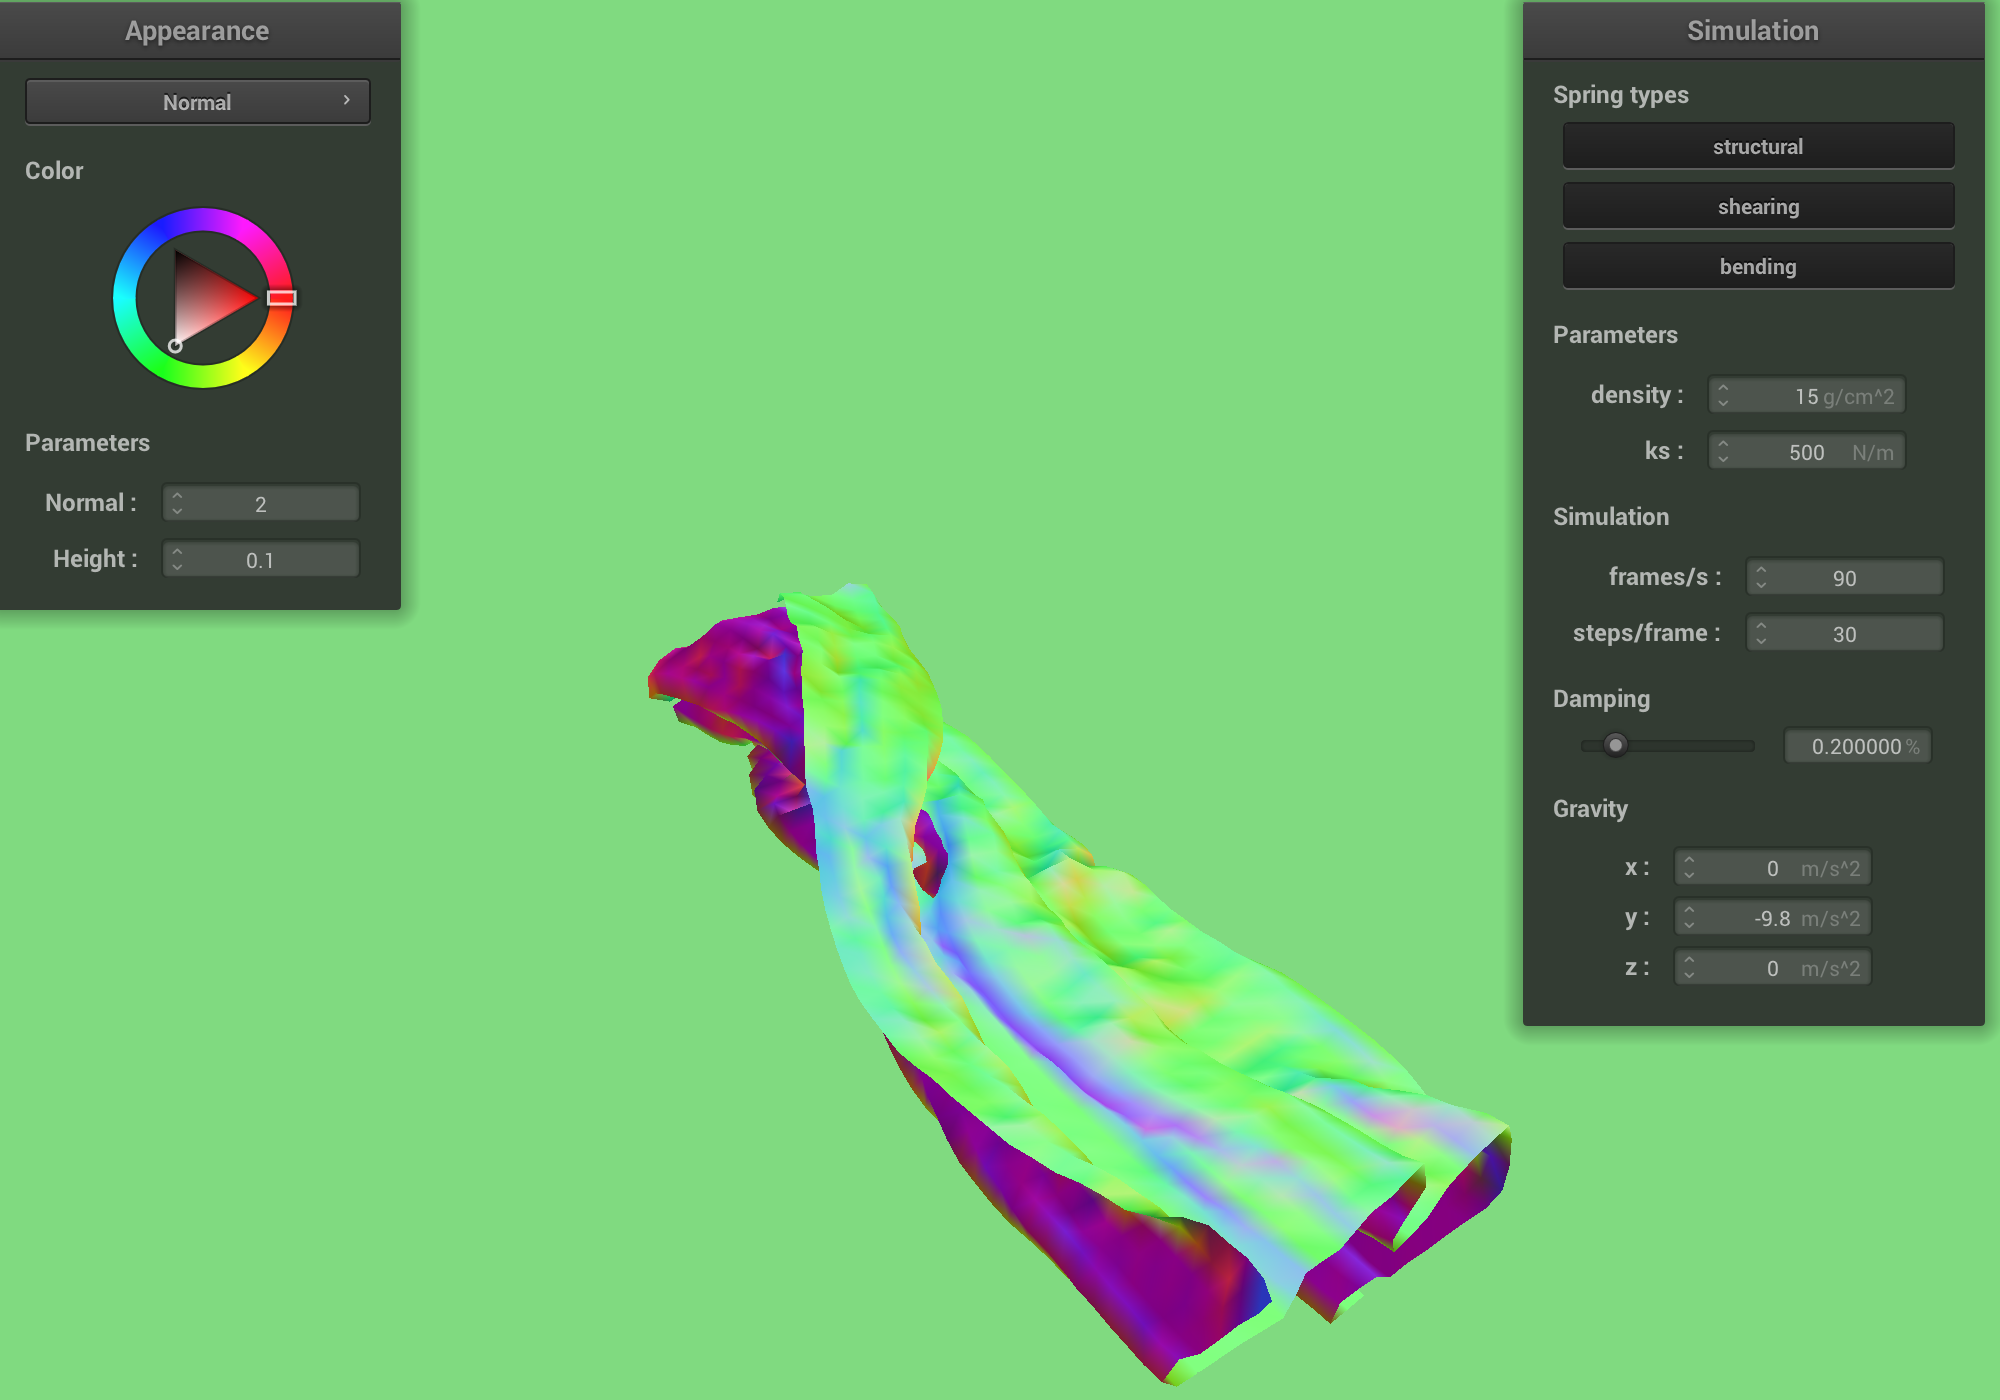 Appearance
Normal
Color
Parameters
Normal : 2
Height : 0.1
Simulation
Spring types
structural
shearing
bending
Parameters
density : 15 g/cm^2
ks : 500 N/m
Simulation
frames/s : 90
steps/frame : 30
Damping
0.200000 %
Gravity
x : 0 m/s^2
y : -9.8 m/s^2
z : 0 m/s^2